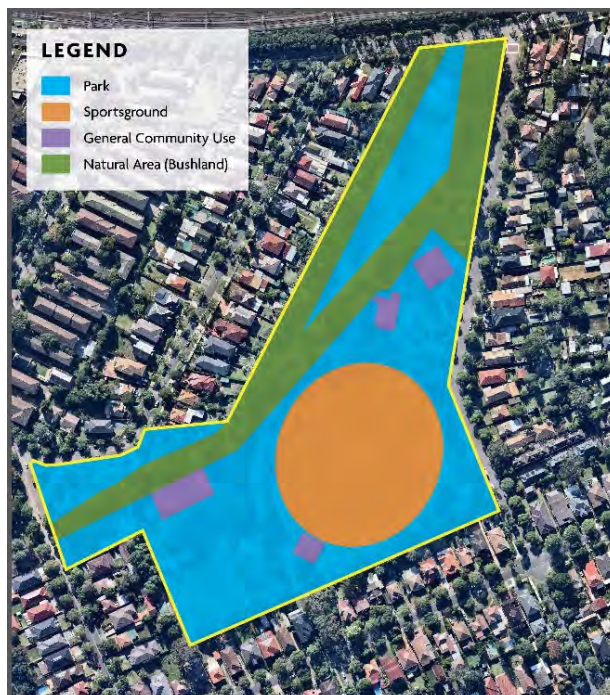 LEGEND
Park
Sportsground
General Community Use
Natural Area (Bushland)